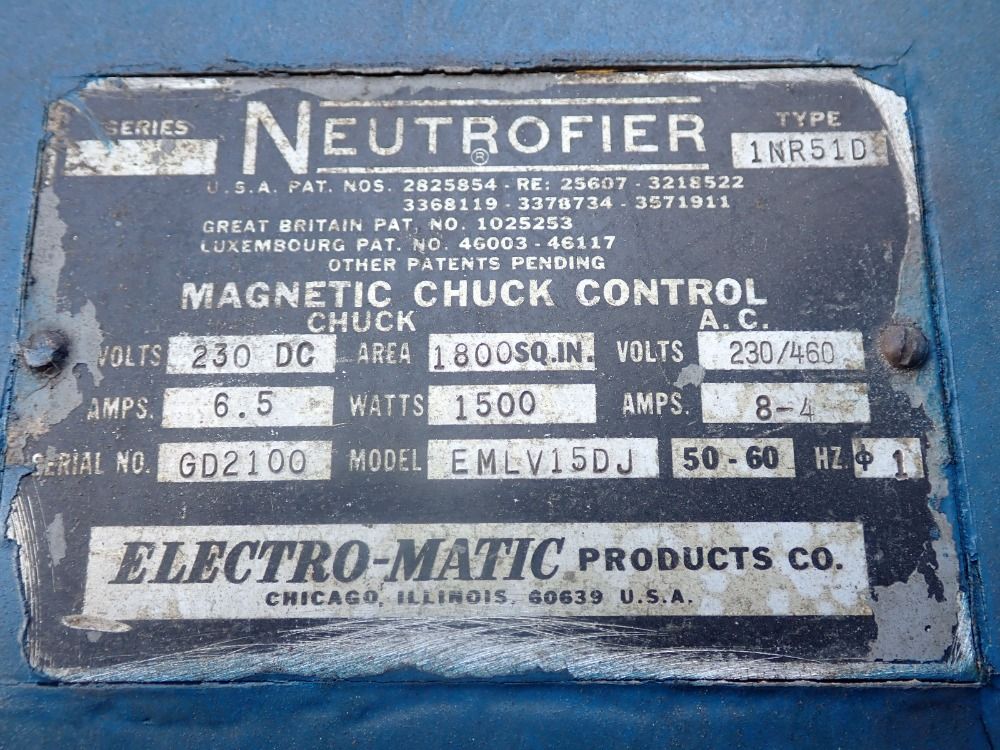 SERIES NEUTROFIER ® TYPE
1NR51D
U.S.A. PAT. NOS. 2825854 - RE: 25607 - 3218522
3368119 - 3378734 - 3571911
GREAT BRITAIN PAT. NO. 1025253
LUXEMBOURG PAT. NO. 46003 - 46117
OTHER PATENTS PENDING
MAGNETIC CHUCK CONTROL
CHUCK A.C.
VOLTS 230 DC AREA 1800 SQ.IN. VOLTS 230/460
AMPS. 6.5 WATTS 1500 AMPS. 8-4
SERIAL NO. GD2100 MODEL EMLV15DJ 50-60 HZ ϕ 1
ELECTRO-MATIC PRODUCTS CO.
CHICAGO, ILLINOIS, 60639 U.S.A.